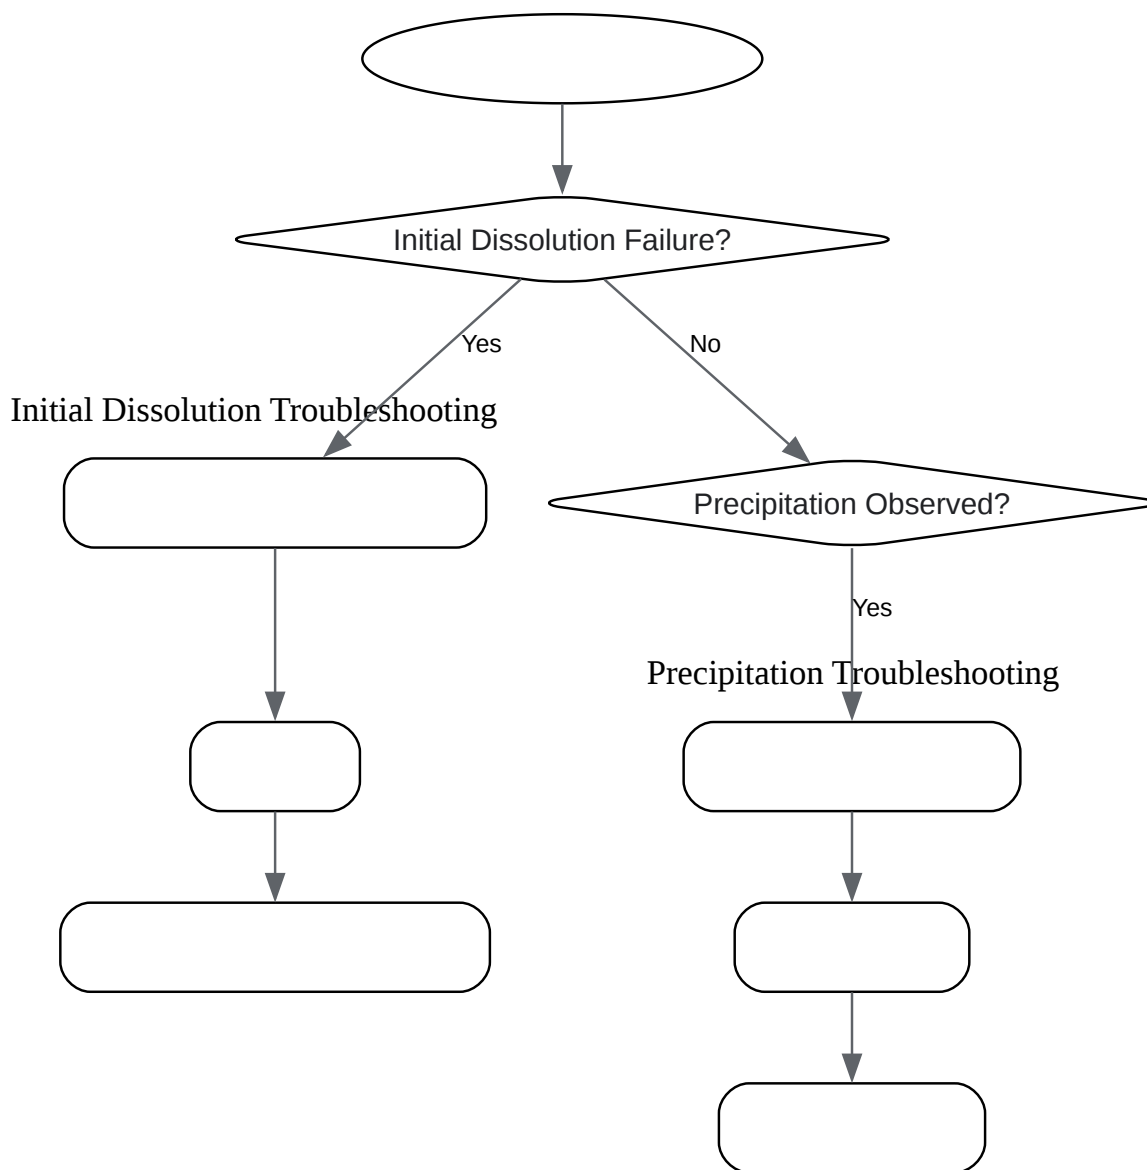 Initial Dissolution Failure?
Yes
No
Initial Dissolution Troubleshooting
Precipitation Observed?
Yes
Precipitation Troubleshooting